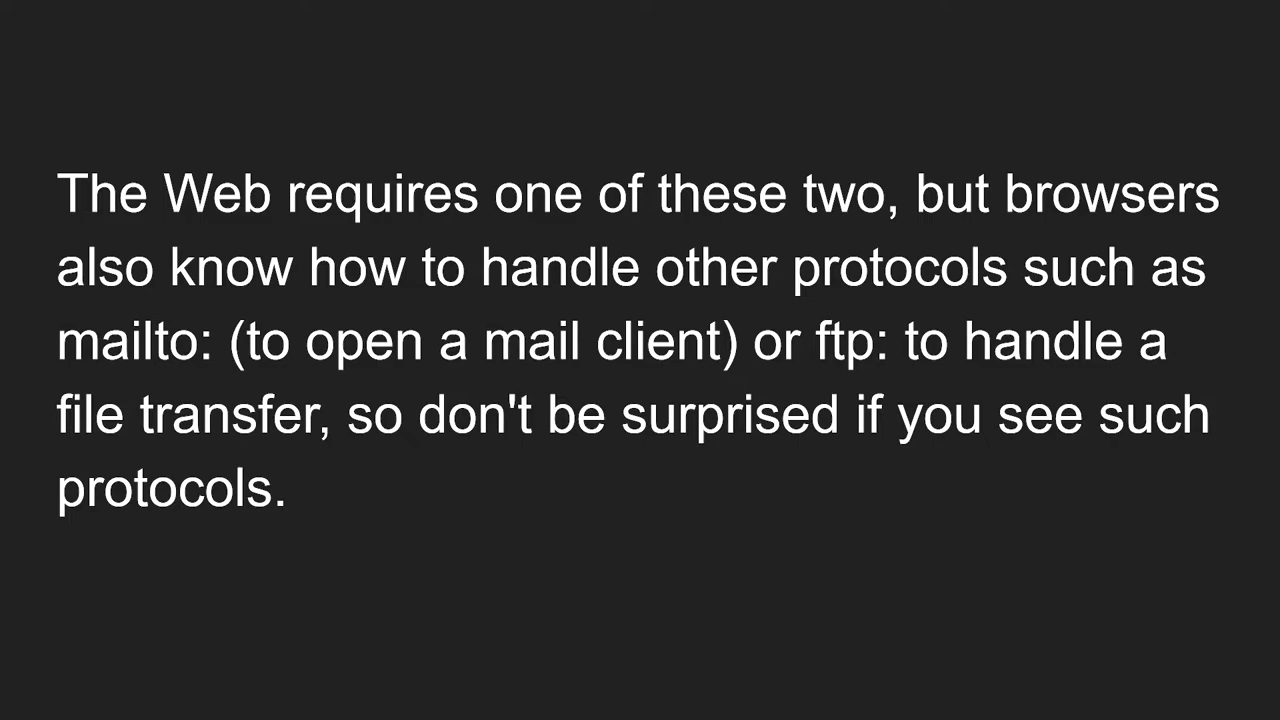 The Web requires one of these two, but browsers
also know how to handle other protocols such as
mailto: (to open a mail client) or ftp: to handle a
file transfer, so don't be surprised if you see such
protocols.